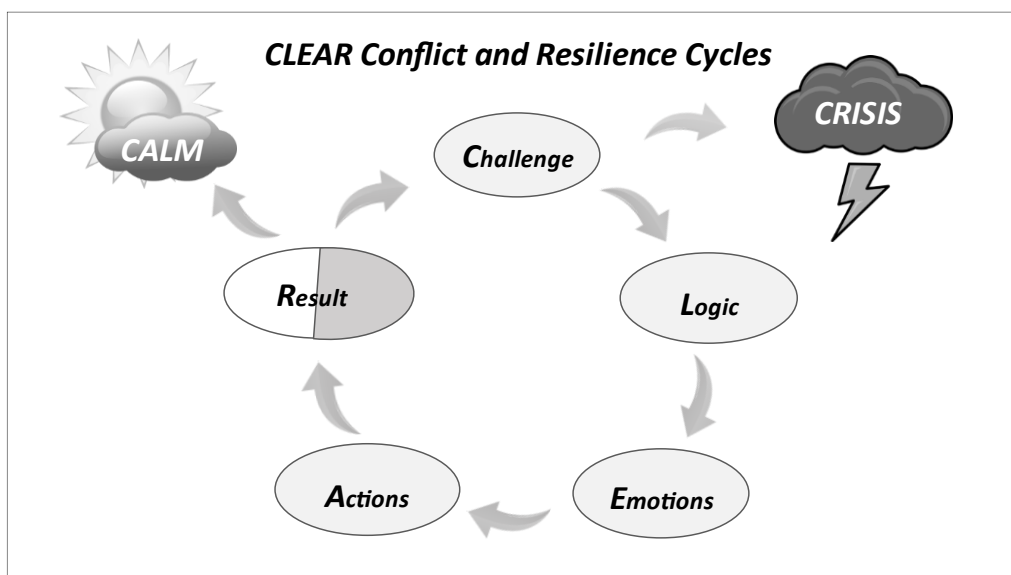 CLEAR Conflict and Resilience Cycles
CALM
CRISIS
Challenge
Result
Logic
Actions
Emotions